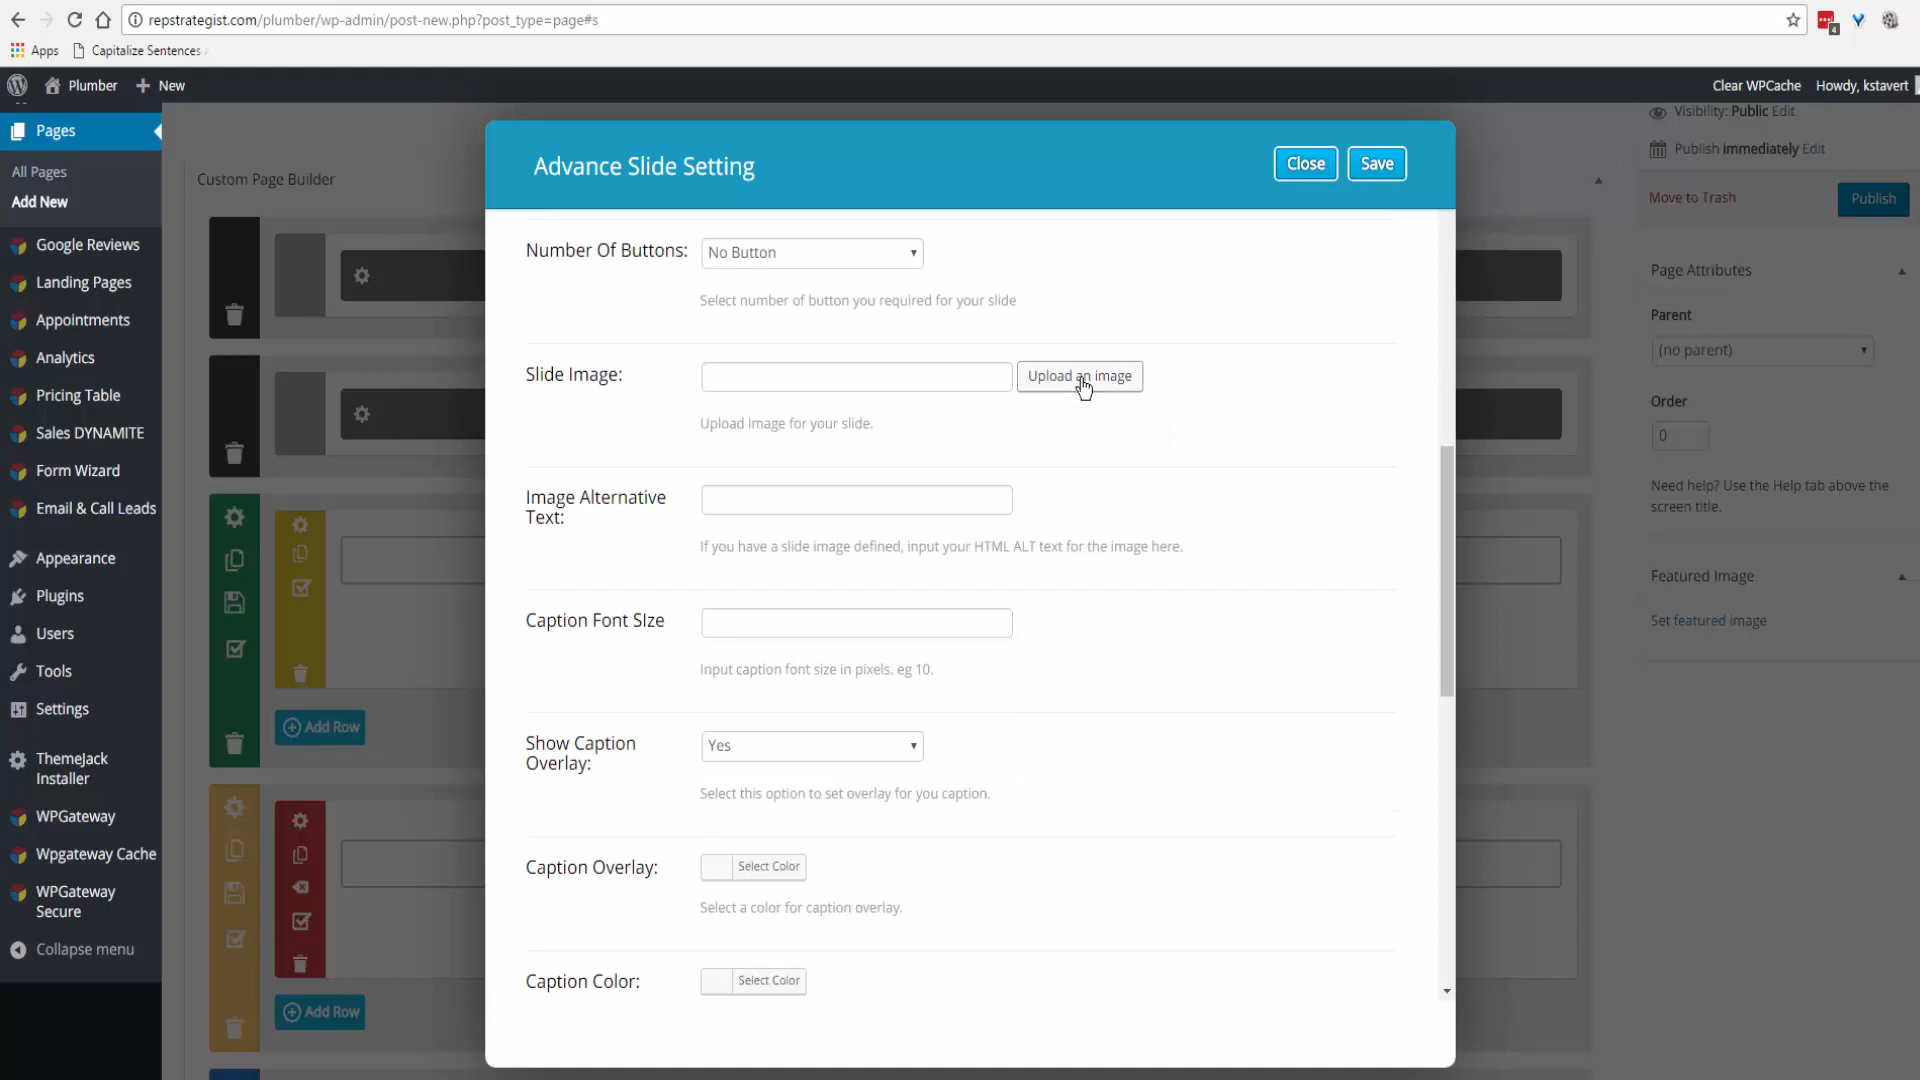 repstrategist.com/plumber/wp-admin/post-new.php?post_type=page#s
Apps
Capitalize Sentences
4
Plumber
New
Clear WPCache
Howdy, kstavert
Pages
All Pages
Add New
Google Reviews
Landing Pages
Appointments
Analytics
Pricing Table
Sales DYNAMITE
Form Wizard
Email & Call Leads
Appearance
Plugins
Users
Tools
Settings
ThemeJack
Installer
WPGateway
Wpgateway Cache
WPGateway
Secure
Collapse menu
Custom Page Builder
Add Row
Add Row
Advance Slide Setting
Close
Save
Number Of Buttons:
No Button
Select number of button you required for your slide
Slide Image:
Upload an image
Upload image for your slide.
Image Alternative
Text:
If you have a slide image defined, input your HTML ALT text for the image here.
Caption Font SIze
Input caption font size in pixels, eg 10.
Show Caption
Overlay:
Yes
Select this option to set overlay for you caption.
Caption Overlay:
Select Color
Select a color for caption overlay.
Caption Color:
Select Color
Visibility: Public Edit
Publish immediately Edit
Move to Trash
Publish
Page Attributes
Parent
(no parent)
Order
0
Need help? Use the Help tab above the
screen title.
Featured Image
Set featured image